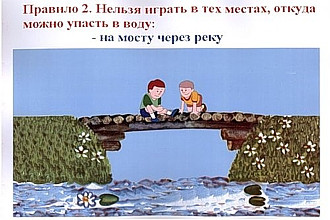 Правило 2. Нельзя играть в тех местах, откуда
можно упасть в воду:
- на мосту через реку